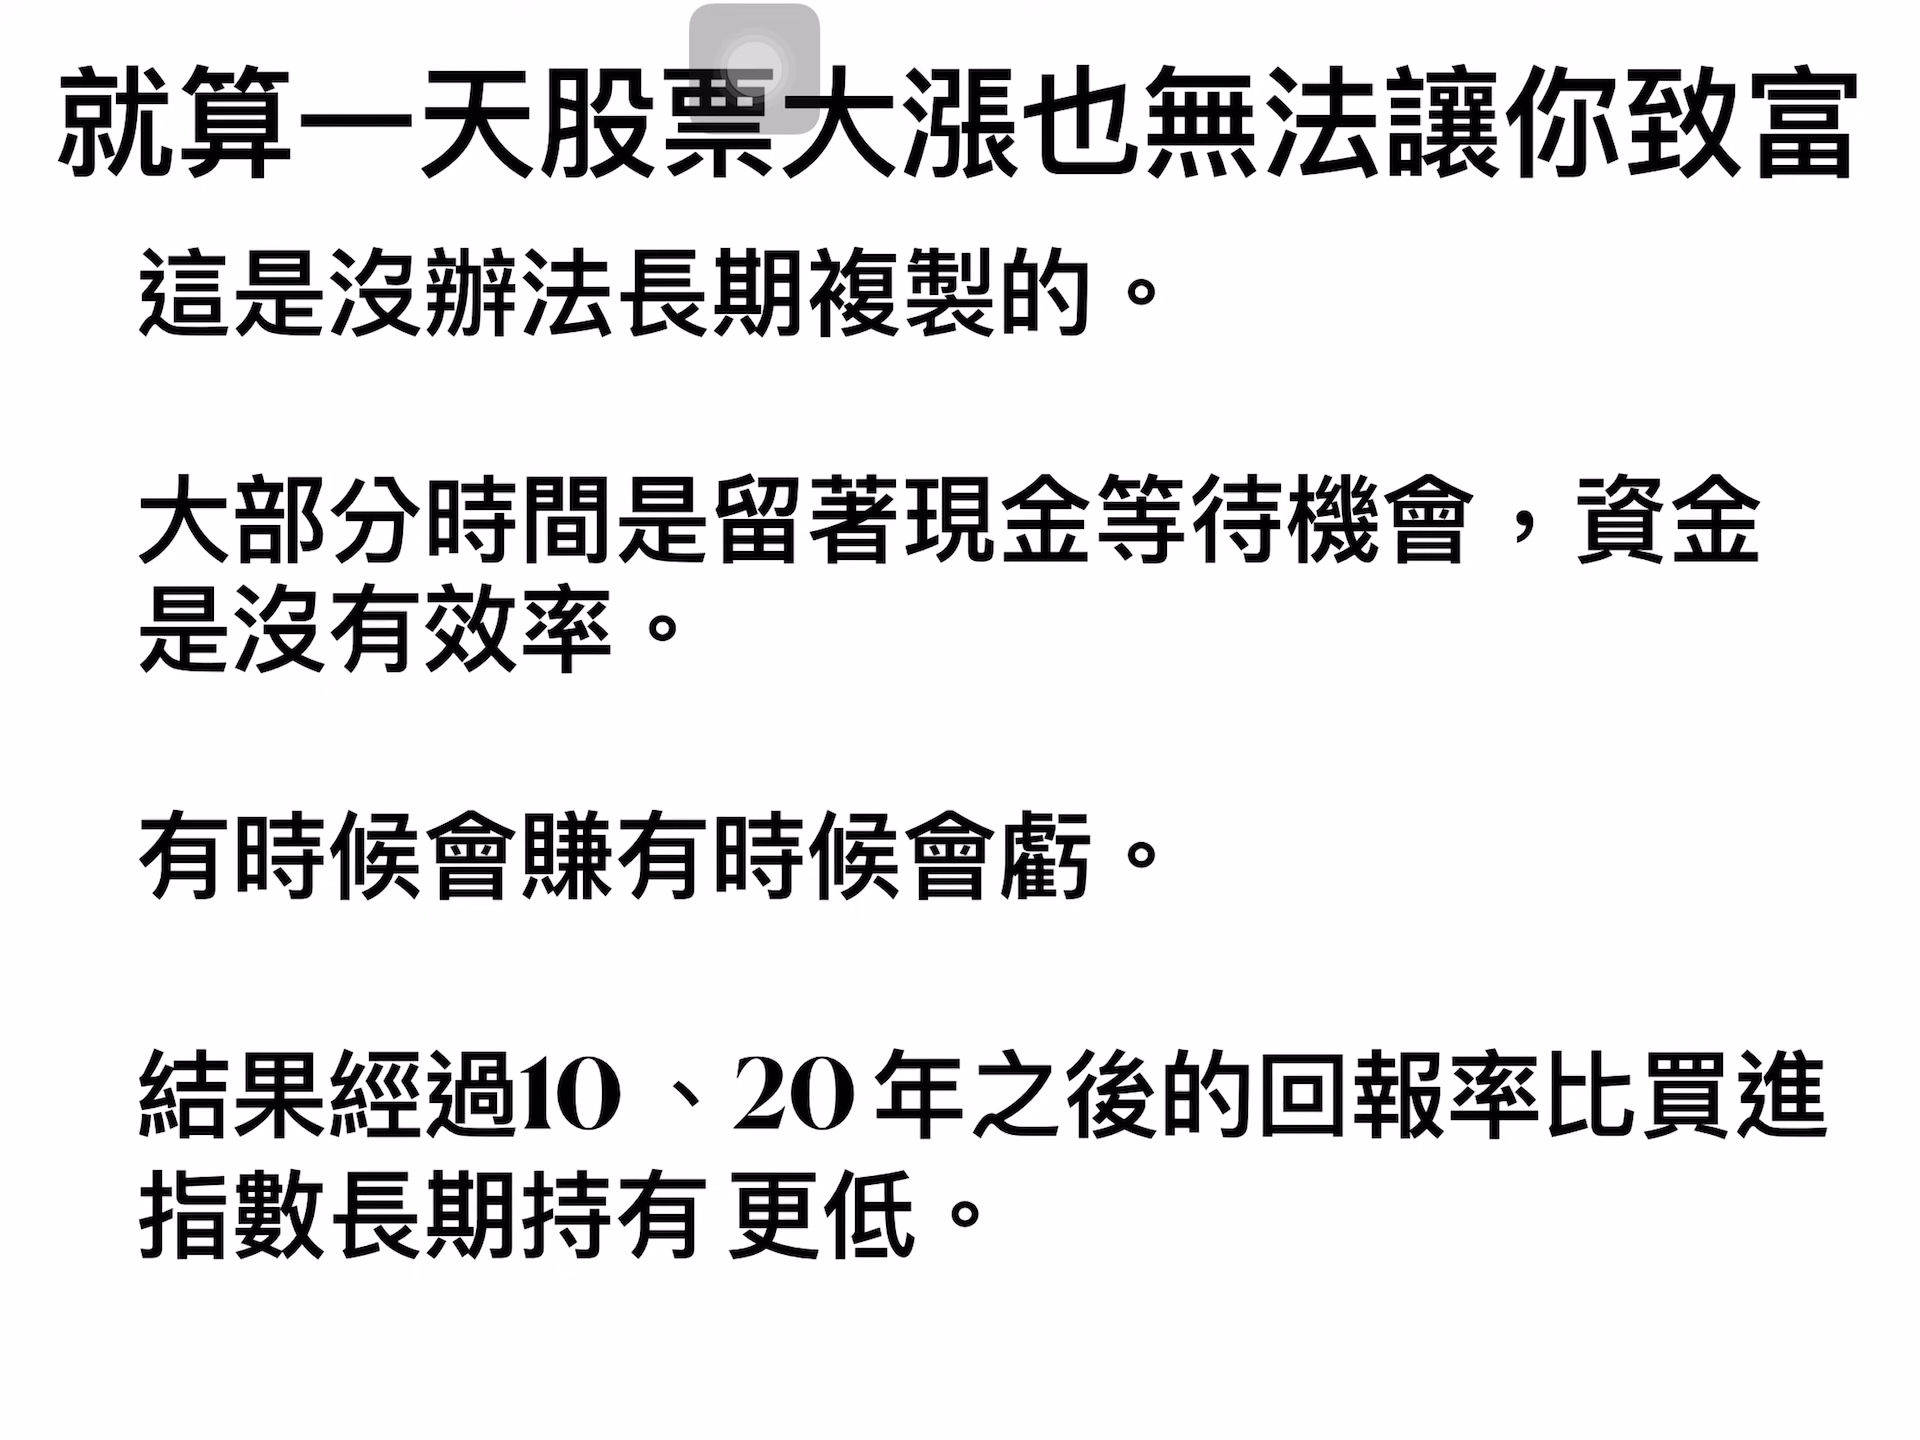 就算一天股票大漲也無法讓你致富
這是沒辦法長期複製的。
大部分時間是留著現金等待機會，資金
是沒有效率。
有時候會賺有時候會虧。
結果經過10、20年之後的回報率比買進
指數長期持有 更低。